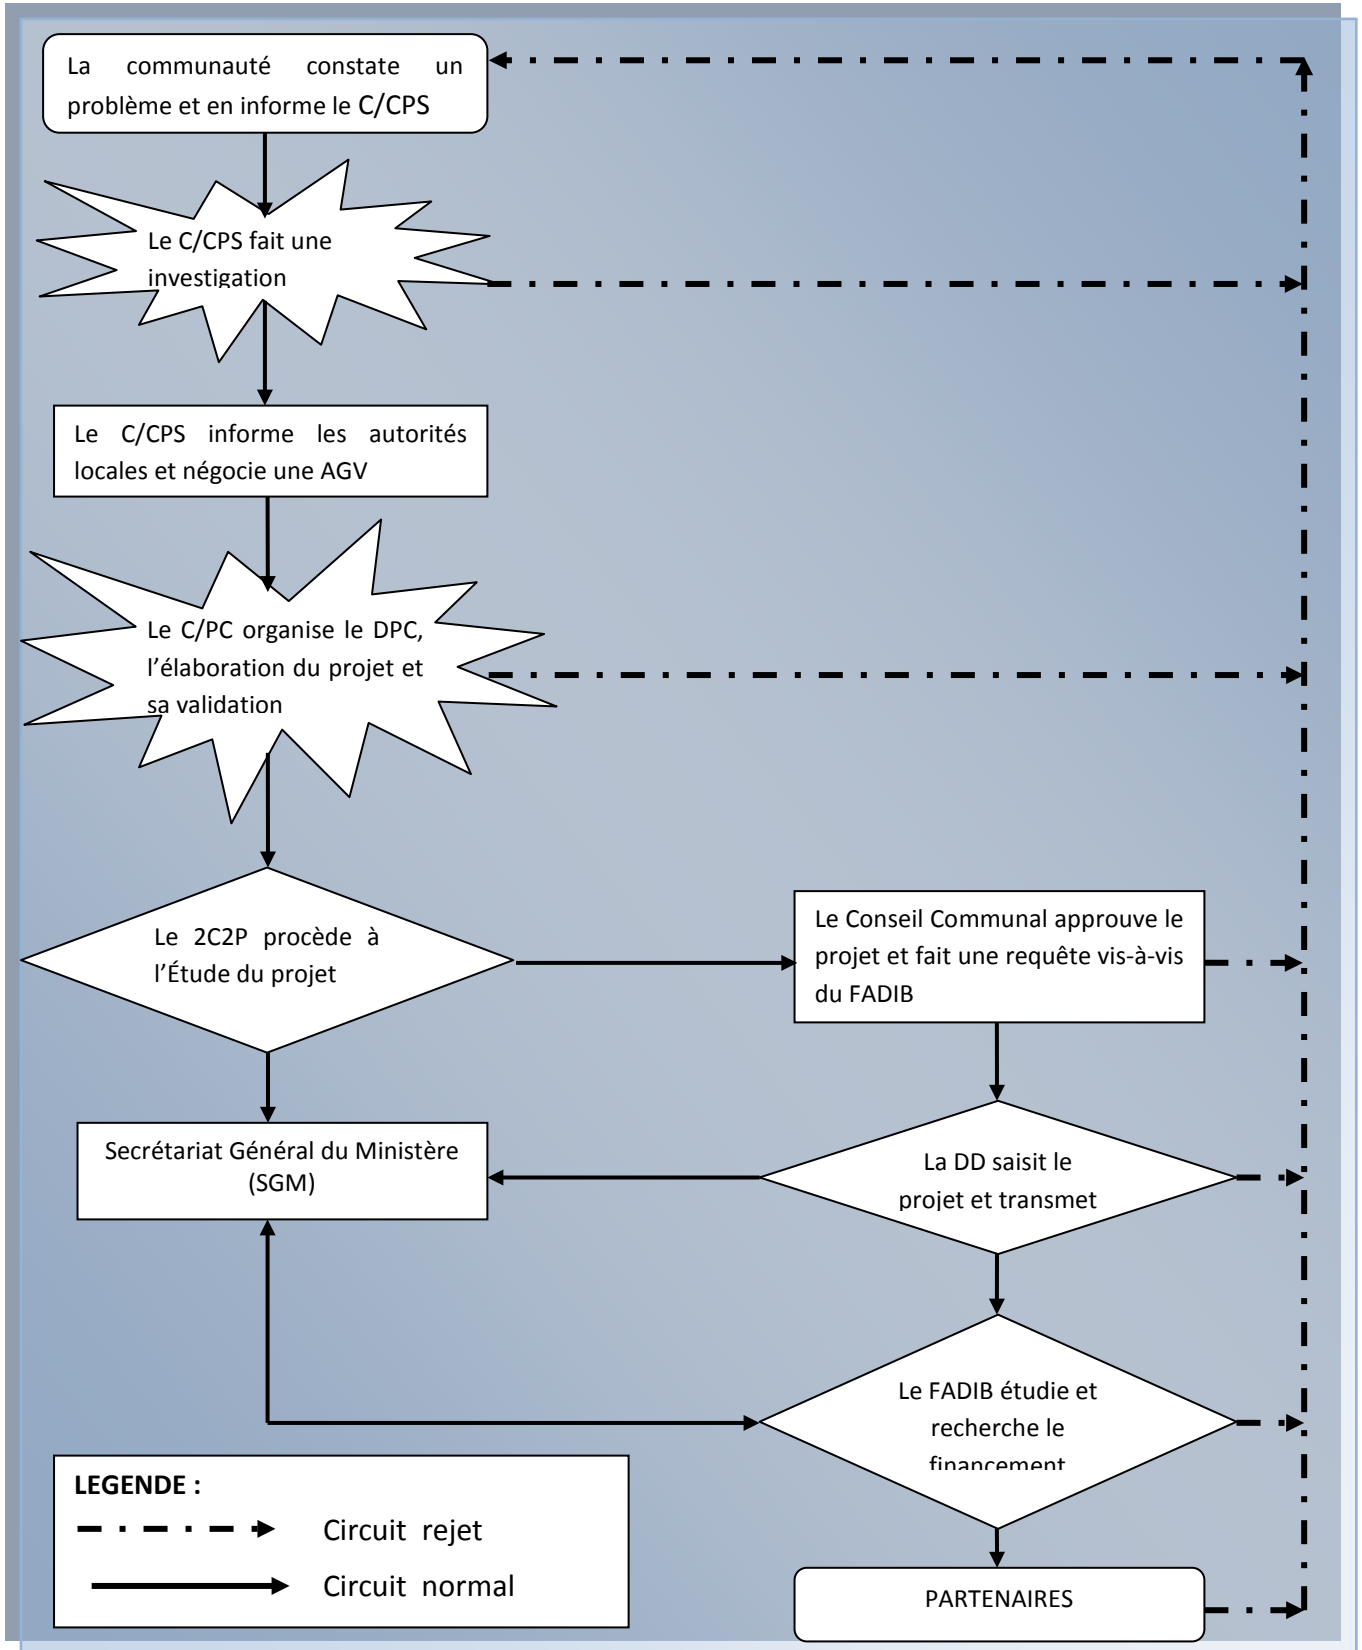 La communauté constate un
problème et en informe le C/CPS
Le C/CPS fait une
investigation
Le C/CPS informe les autorités
locales et négocie une AGV
Le C/PC organise le DPC,
l’élaboration du projet et
sa validation
Le 2C2P procède à
l’Étude du projet
Le Conseil Communal approuve le
projet et fait une requête vis-à-vis
du FADIB
Secrétariat Général du Ministère
(SGM)
La DD saisit le
projet et transmet
Le FADIB étudie et
recherche le
financement
PARTENAIRES
LEGENDE :
Circuit rejet
Circuit normal